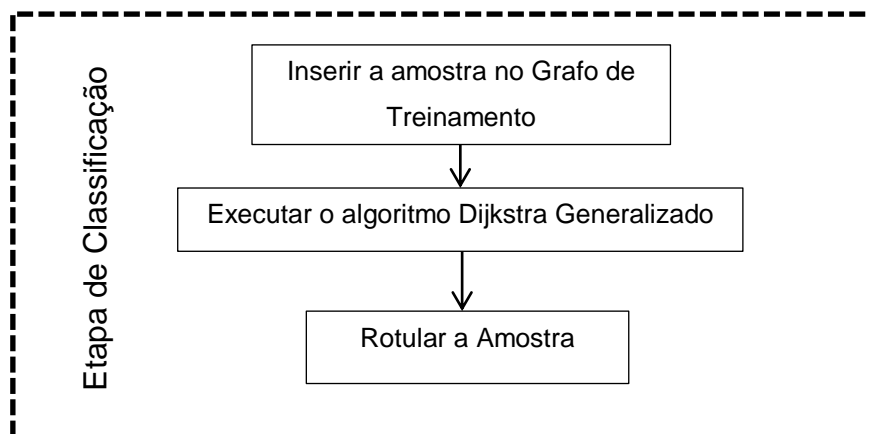 Etapa de Classificação
Inserir a amostra no Grafo de
Treinamento
Executar o algoritmo Dijkstra Generalizado
Rotular a Amostra